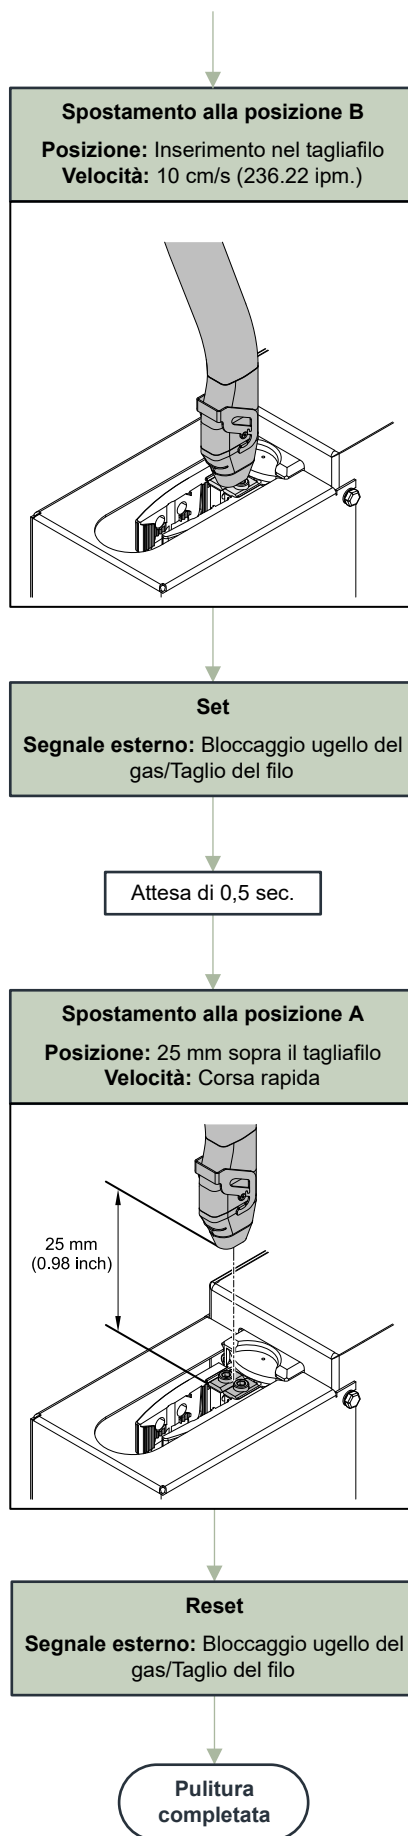 Spostamento alla posizione B
Posizione: Inserimento nel tagliafilo
Velocità: 10 cm/s (236.22 ipm.)
Set
Segnale esterno: Bloccaggio ugello del
gas/Taglio del filo
Attesa di 0,5 sec.
Spostamento alla posizione A
Posizione: 25 mm sopra il tagliafilo
Velocità: Corsa rapida
25 mm
(0.98 inch)
Reset
Segnale esterno: Bloccaggio ugello del
gas/Taglio del filo
Pulitura
completata